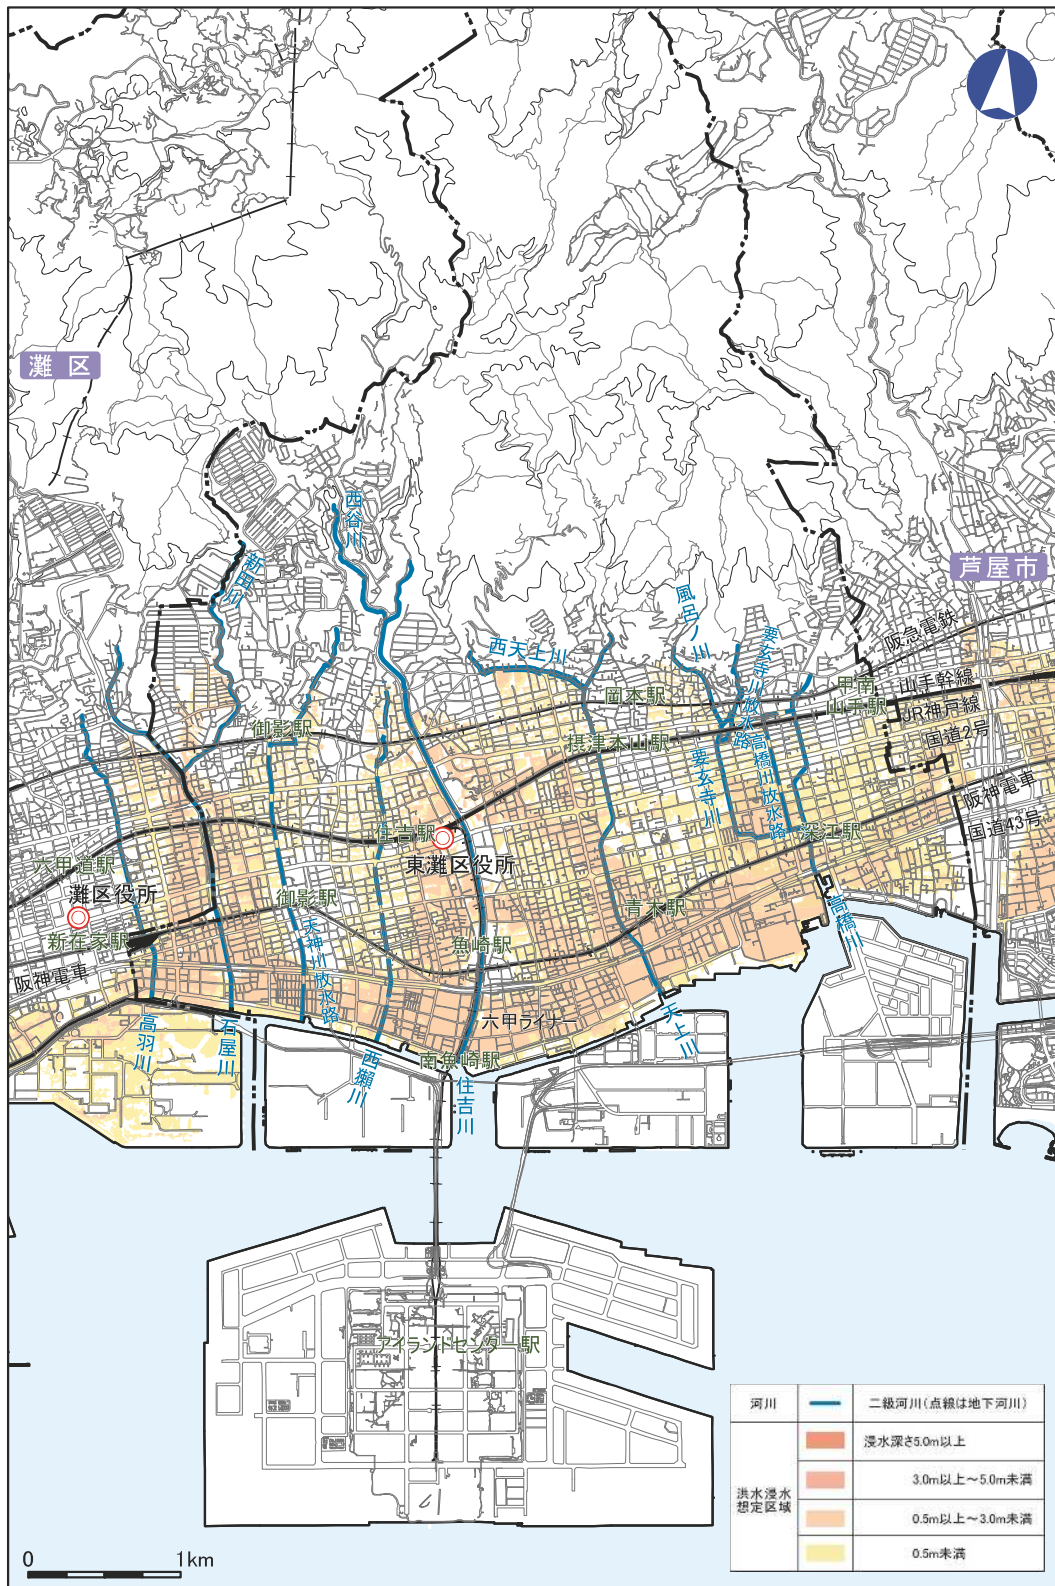 灘 区
芦屋市
西谷川
新田川
風呂ノ川
西天上川
要玄寺川放水路
阪急電鉄
岡本駅
甲南
山手駅
山手幹線
JR神戸線
国道2号
御影駅
摂津本山駅
要玄寺川
高橋川放水路
阪神電車
国道43号
住吉駅
深江駅
東灘区役所
六甲道駅
灘区役所
御影駅
青木駅
高橋川
新在家駅
魚崎駅
天神川放水路
阪神電車
六甲ライナー
天上川
高羽川
石屋川
西瀬川
南魚崎駅
住吉川
アイランドセンター駅
河川
二級河川(点線は地下河川)
洪水浸水
想定区域
浸水深さ5.0m以上
3.0m以上～5.0m未満
0.5m以上～3.0m未満
0.5m未満
0
1km